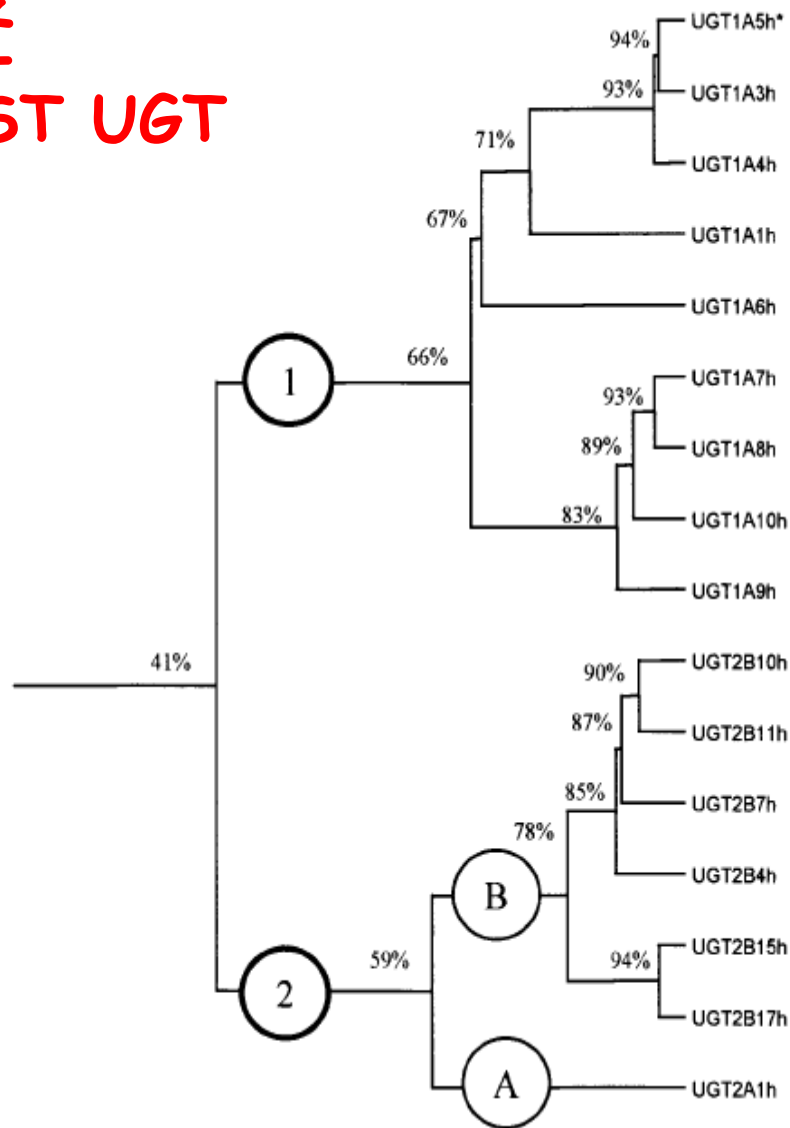 ST UGT
94%
UGT1A5h*
93%
UGT1A3h
71%
UGT1A4h
67%
UGT1A1h
UGT1A6h
66%
1
UGT1A7h
93%
UGT1A8h
89%
UGT1A10h
83%
UGT1A9h
41%
UGT2B10h
90%
UGT2B11h
87%
UGT2B7h
85%
78%
UGT2B4h
B
UGT2B15h
94%
59%
UGT2B17h
2
UGT2A1h
A